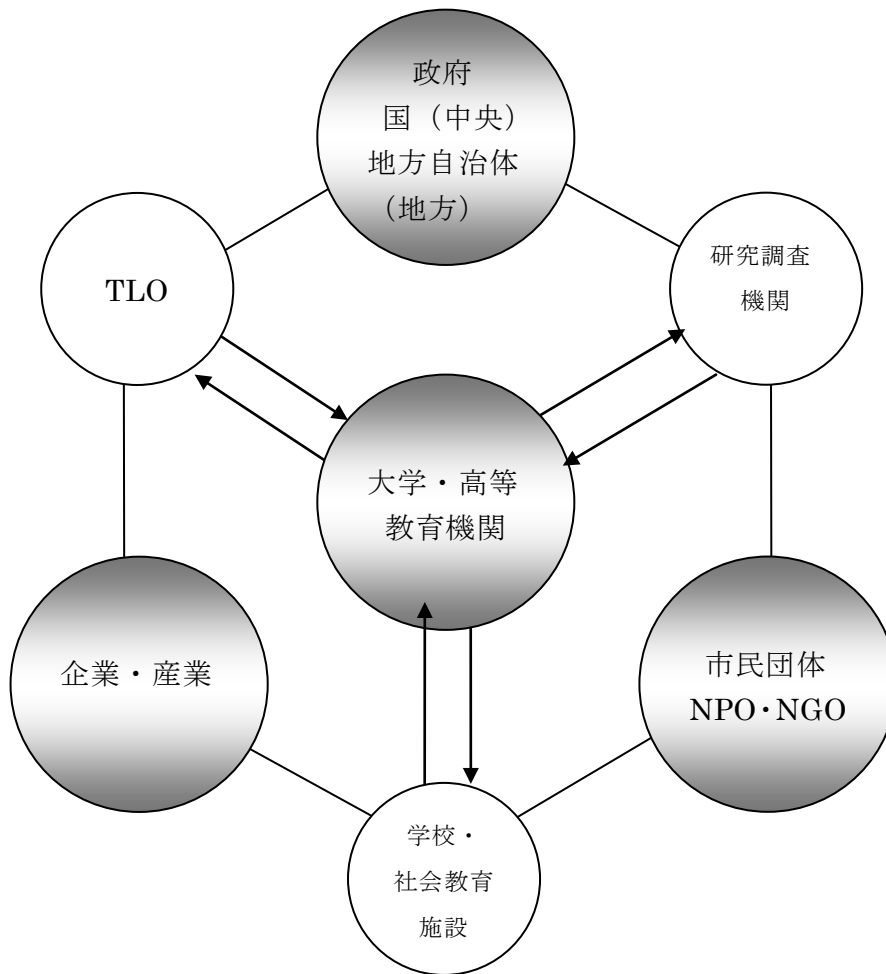 政府
国（中央）
地方自治体
（地方）
TLO
研究調査
機関
大学・高等
教育機関
企業・産業
市民団体
NPO・NGO
学校・
社会教育
施設